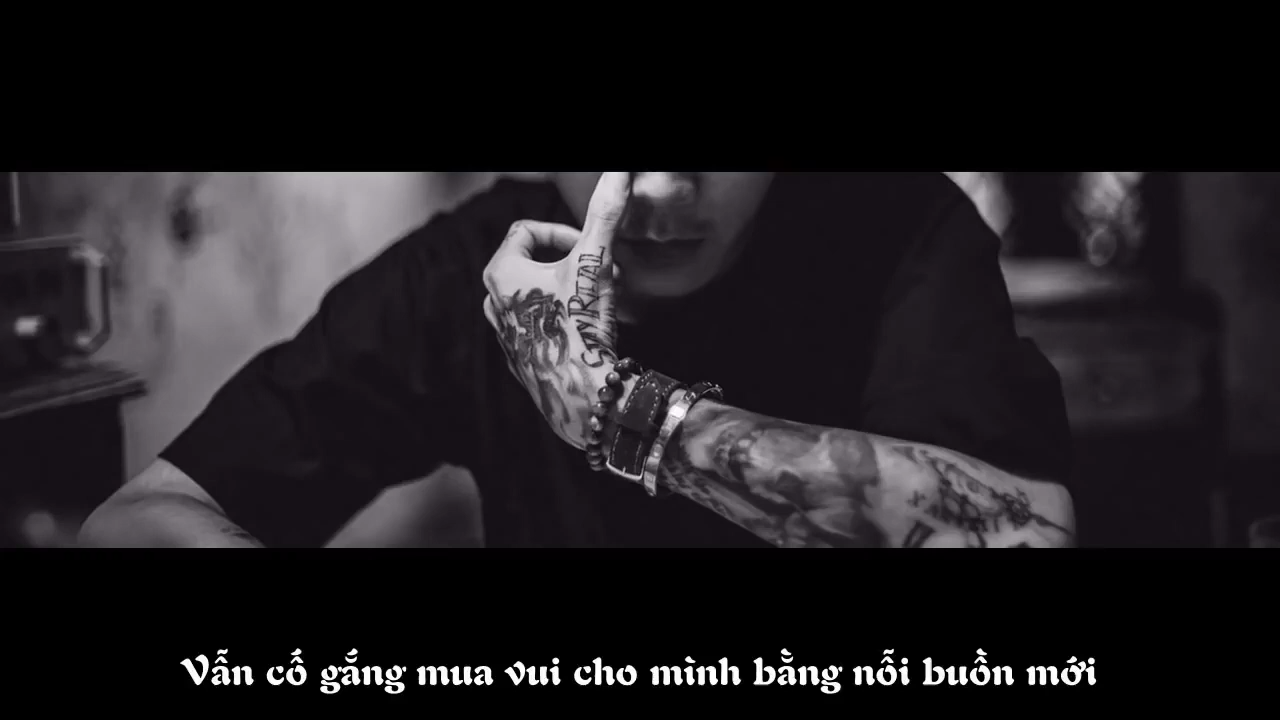 Vẫn cố gắng mua vui cho mình bằng nỗi buồn mới